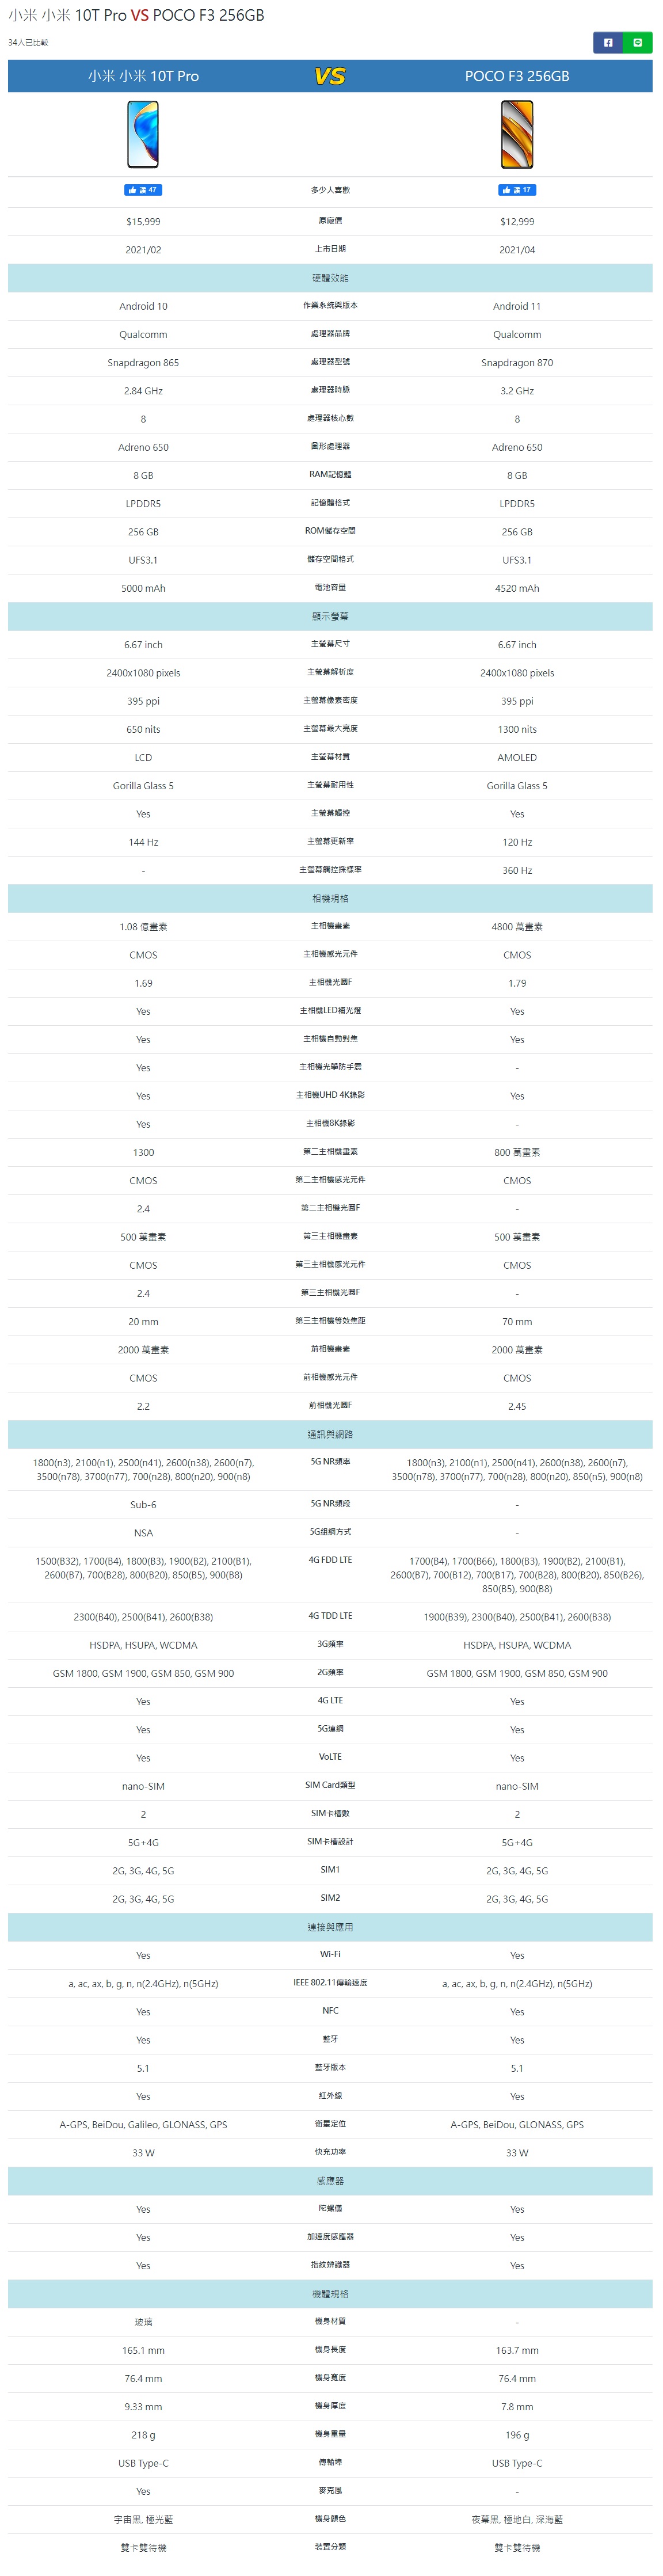 小米 小米 10T Pro VS POCO F3 256GB
34人已比較
小米 小米 10T Pro VS POCO F3 256GB
讚 47 多少人喜歡 讚 17
$15,999 原廠價 $12,999
2021/02 上市日期 2021/04
硬體效能
Android 10 作業系統與版本 Android 11
Qualcomm 處理器品牌 Qualcomm
Snapdragon 865 處理器型號 Snapdragon 870
2.84 GHz 處理器時脈 3.2 GHz
8 處理器核心數 8
Adreno 650 圖形處理器 Adreno 650
8 GB RAM記憶體 8 GB
LPDDR5 記憶體格式 LPDDR5
256 GB ROM儲存空間 256 GB
UFS3.1 儲存空間格式 UFS3.1
5000 mAh 電池容量 4520 mAh
顯示螢幕
6.67 inch 主螢幕尺寸 6.67 inch
2400x1080 pixels 主螢幕解析度 2400x1080 pixels
395 ppi 主螢幕像素密度 395 ppi
650 nits 主螢幕最大亮度 1300 nits
LCD 主螢幕材質 AMOLED
Gorilla Glass 5 主螢幕耐用性 Gorilla Glass 5
Yes 主螢幕觸控 Yes
144 Hz 主螢幕更新率 120 Hz
- 主螢幕觸控採樣率 360 Hz
相機規格
1.08 億畫素 主相機畫素 4800 萬畫素
CMOS 主相機感光元件 CMOS
1.69 主相機光圈F 1.79
Yes 主相機LED補光燈 Yes
Yes 主相機自動對焦 Yes
Yes 主相機光學防手震 -
Yes 主相機UHD 4K錄影 Yes
Yes 主相機8K錄影 -
1300 第二主相機畫素 800 萬畫素
CMOS 第二主相機感光元件 CMOS
2.4 第二主相機光圈F -
500 萬畫素 第三主相機畫素 500 萬畫素
CMOS 第三主相機感光元件 CMOS
2.4 第三主相機光圈F -
20 mm 第三主相機等效焦距 70 mm
2000 萬畫素 前相機畫素 2000 萬畫素
CMOS 前相機感光元件 CMOS
2.2 前相機光圈F 2.45
通訊與網路
1800(n3), 2100(n1), 2500(n41), 2600(n38), 2600(n7), 5G NR頻率 1800(n3), 2100(n1), 2500(n41), 2600(n38), 2600(n7),
3500(n78), 3700(n77), 700(n28), 800(n20), 900(n8) 3500(n78), 3700(n77), 700(n28), 800(n20), 850(n5), 900(n8)
Sub-6 5G NR頻段 -
NSA 5G組網方式 -
1500(B32), 1700(B4), 1800(B3), 1900(B2), 2100(B1), 4G FDD LTE 1700(B4), 1700(B66), 1800(B3), 1900(B2), 2100(B1),
2600(B7), 700(B28), 800(B20), 850(B5), 900(B8) 2600(B7), 700(B12), 700(B17), 700(B28), 800(B20), 850(B26),
850(B5), 900(B8)
2300(B40), 2500(B41), 2600(B38) 4G TDD LTE 1900(B39), 2300(B40), 2500(B41), 2600(B38)
HSDPA, HSUPA, WCDMA 3G頻率 HSDPA, HSUPA, WCDMA
GSM 1800, GSM 1900, GSM 850, GSM 900 2G頻率 GSM 1800, GSM 1900, GSM 850, GSM 900
Yes 4G LTE Yes
Yes 5G連網 Yes
Yes VoLTE Yes
nano-SIM SIM Card類型 nano-SIM
2 SIM卡槽數 2
5G+4G SIM卡槽設計 5G+4G
2G, 3G, 4G, 5G SIM1 2G, 3G, 4G, 5G
2G, 3G, 4G, 5G SIM2 2G, 3G, 4G, 5G
連接與應用
Yes Wi-Fi Yes
a, ac, ax, b, g, n, n(2.4GHz), n(5GHz) IEEE 802.11傳輸速度 a, ac, ax, b, g, n, n(2.4GHz), n(5GHz)
Yes NFC Yes
Yes 藍牙 Yes
5.1 藍牙版本 5.1
Yes 紅外線 Yes
A-GPS, BeiDou, Galileo, GLONASS, GPS 衛星定位 A-GPS, BeiDou, GLONASS, GPS
33 W 快充功率 33 W
感應器
Yes 陀螺儀 Yes
Yes 加速度感應器 Yes
Yes 指紋辨識器 Yes
機體規格
玻璃 機身材質 -
165.1 mm 機身長度 163.7 mm
76.4 mm 機身寬度 76.4 mm
9.33 mm 機身厚度 7.8 mm
218 g 機身重量 196 g
USB Type-C 傳輸埠 USB Type-C
Yes 麥克風 -
宇宙黑, 極光藍 機身顏色 夜幕黑, 極地白, 深海藍
雙卡雙待機 裝置分類 雙卡雙待機